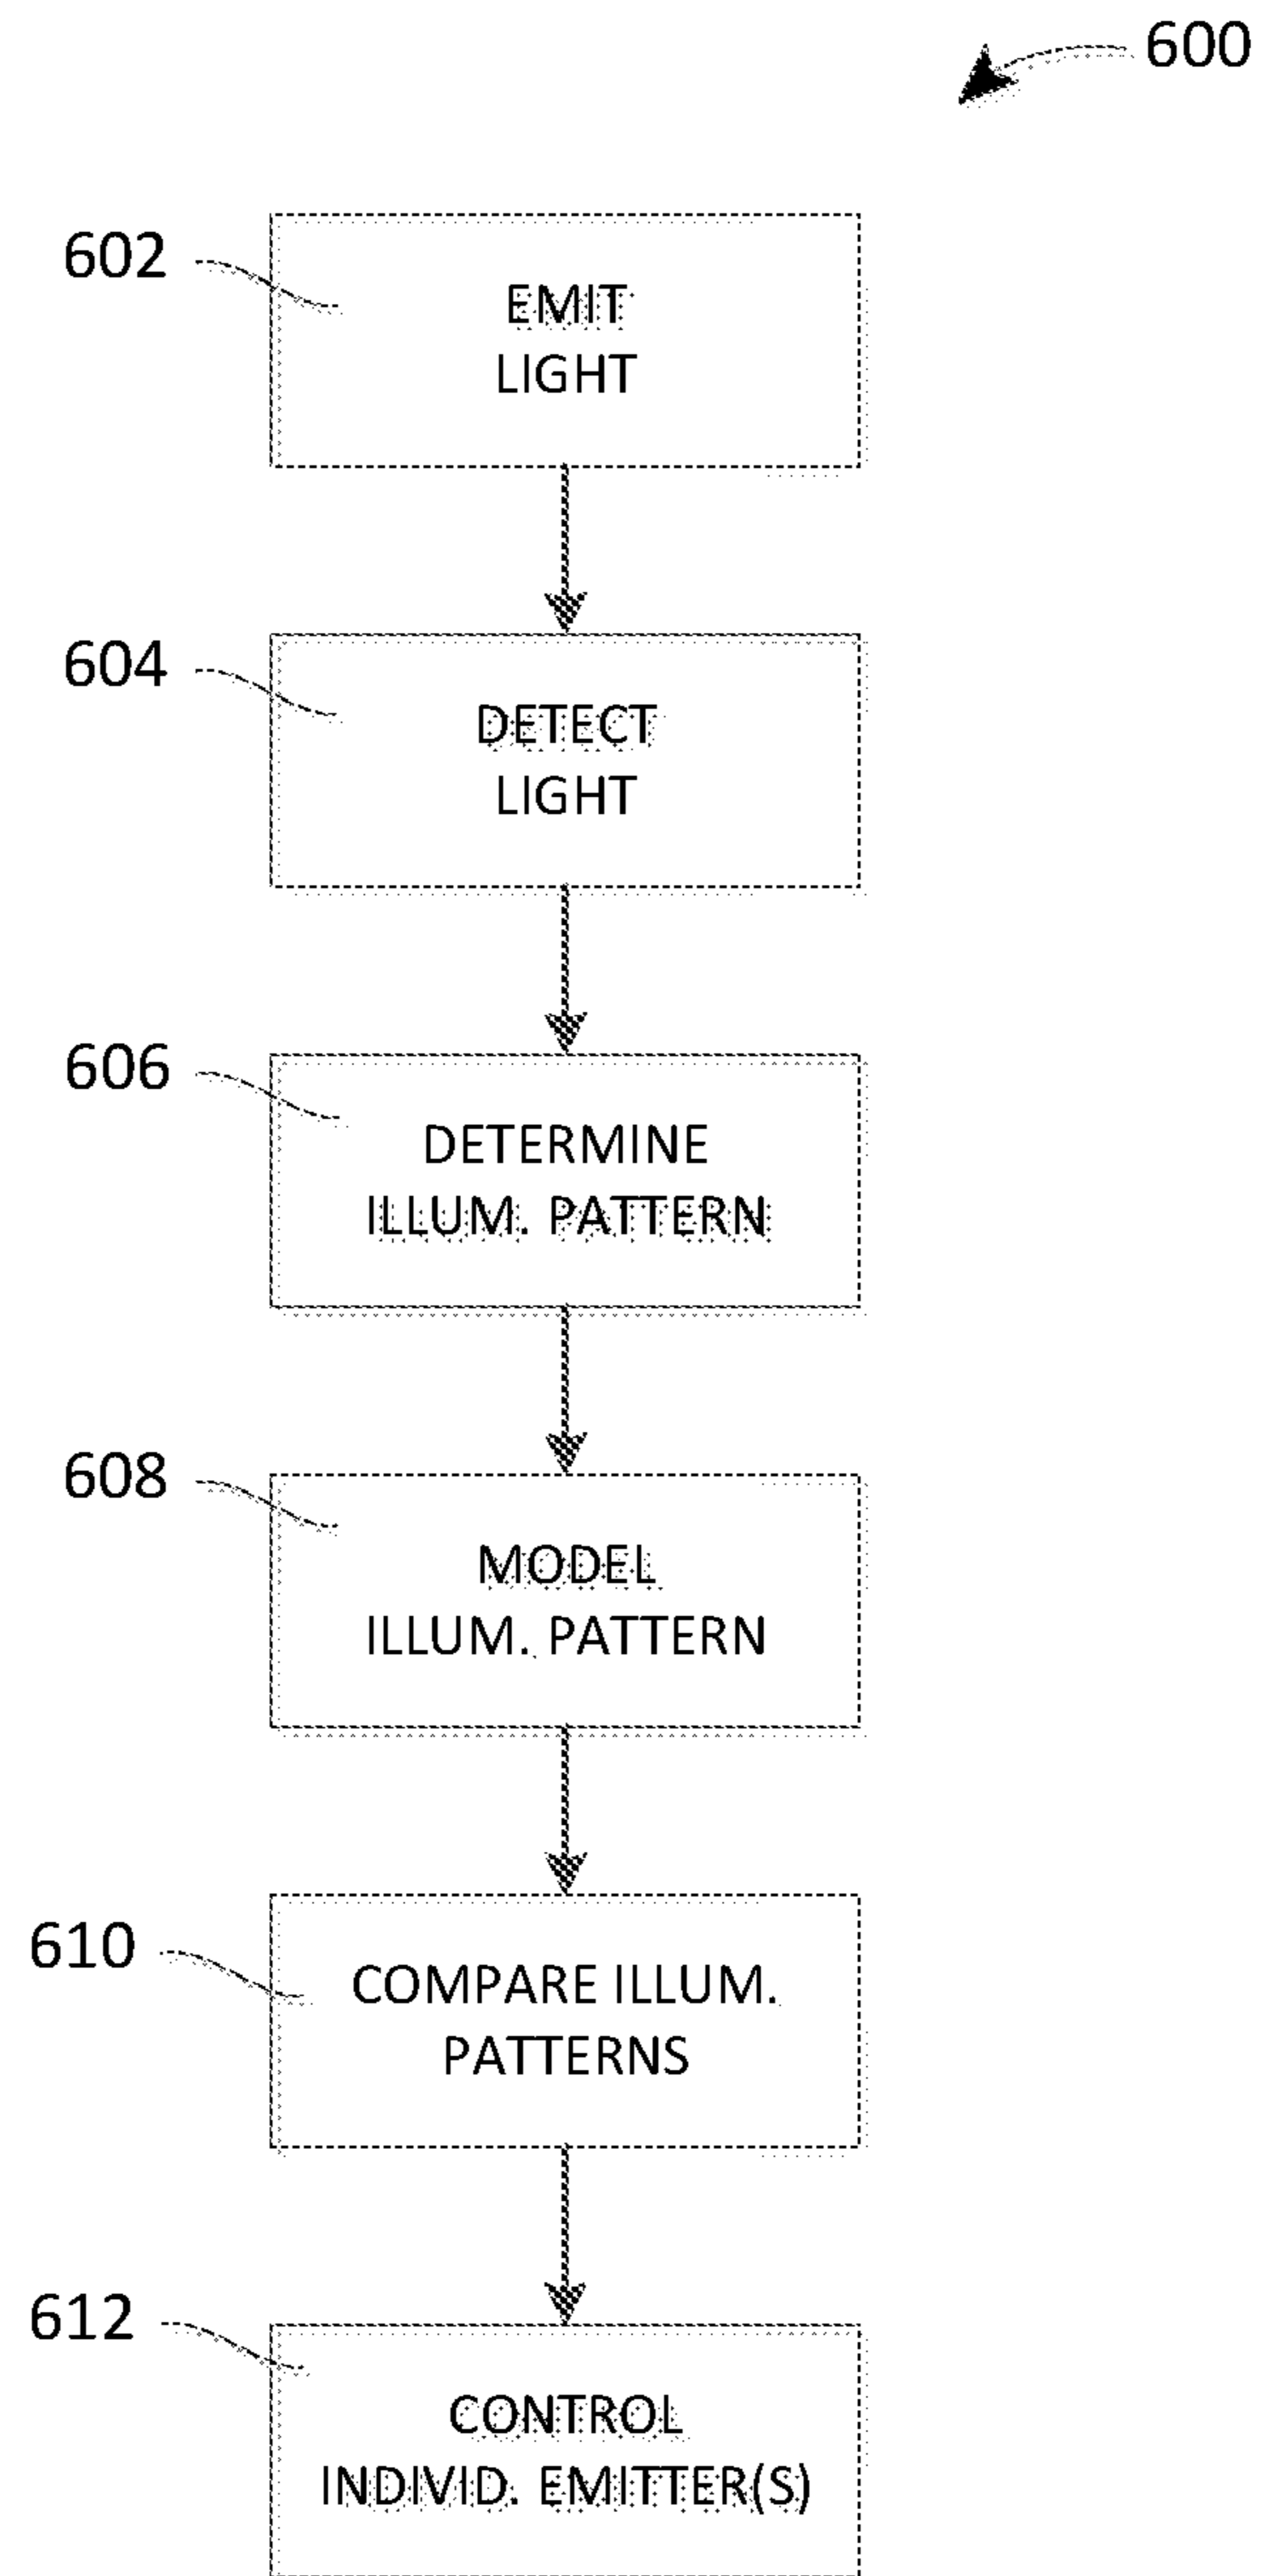 600
602
EMIT
LIGHT
604
DETECT
LIGHT
606
DETERMINE
ILLUM. PATTERN
608
MODEL
ILLUM. PATTERN
610
COMPARE ILLUM.
PATTERNS
612
CONTROL
INDIVID. EMITTER(S)